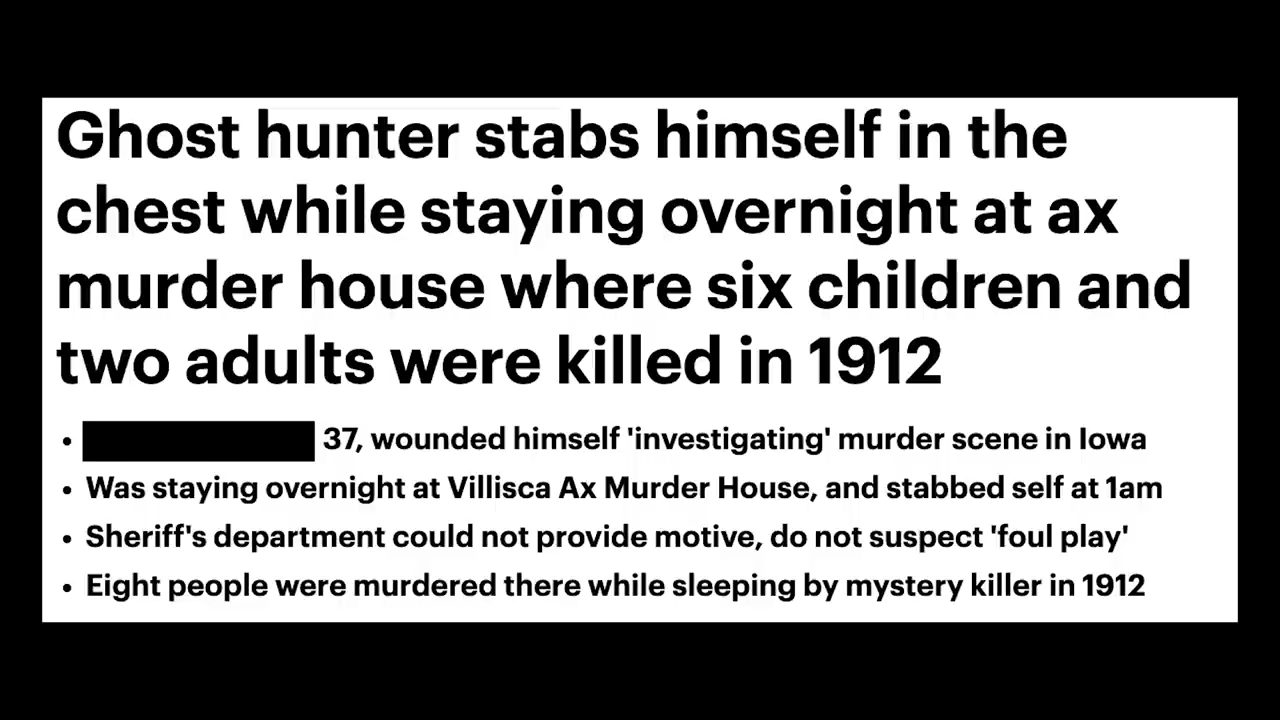 Ghost hunter stabs himself in the
chest while staying overnight at ax
murder house where six children and
two adults were killed in 1912
• 37, wounded himself 'investigating' murder scene in Iowa
• Was staying overnight at Villisca Ax Murder House, and stabbed self at 1am
• Sheriff's department could not provide motive, do not suspect 'foul play'
• Eight people were murdered there while sleeping by mystery killer in 1912